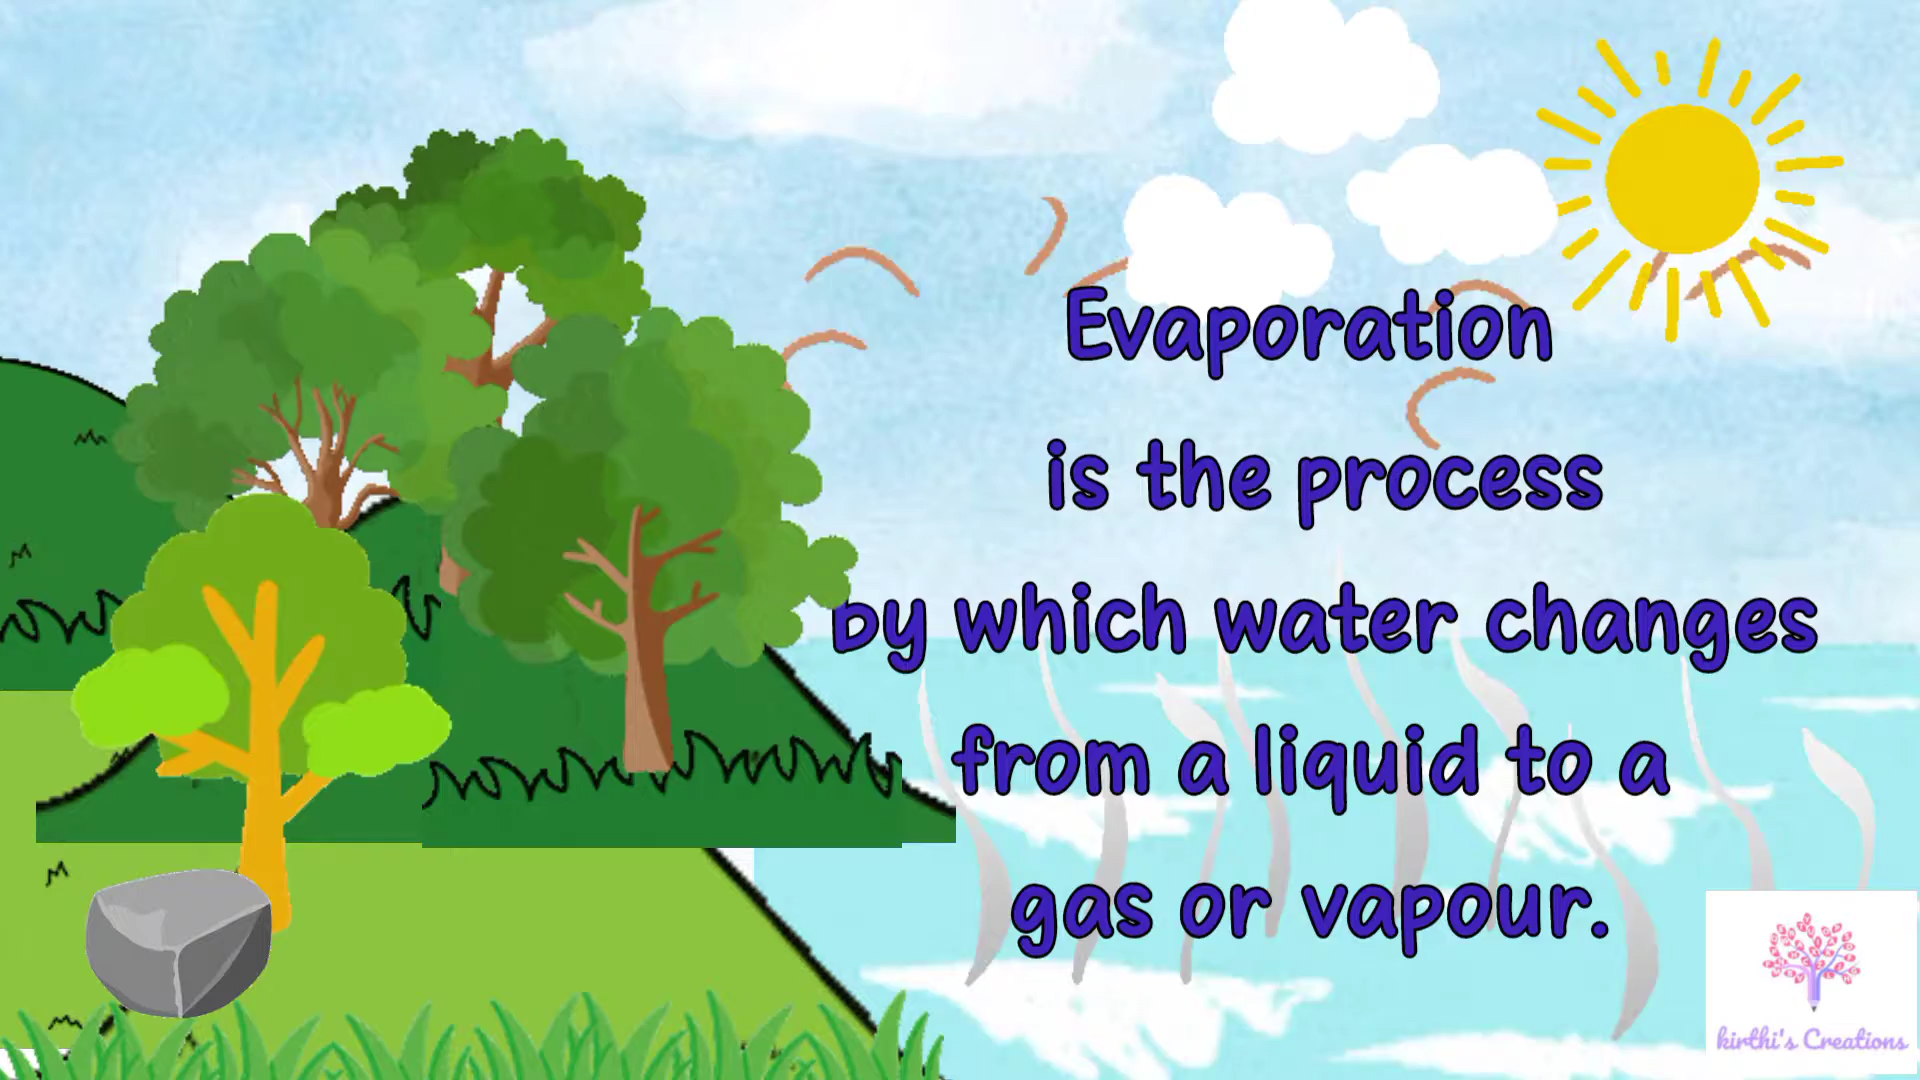 Evaporation
is the process
by which water changes
from a liquid to a
gas or vapour.
kirthi's Creations